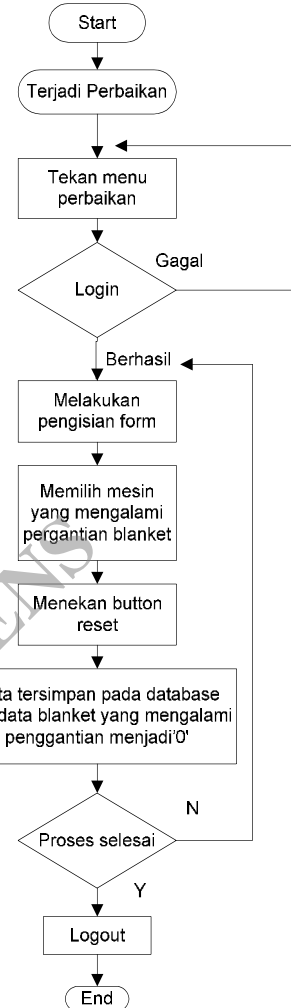 Start
Terjadi Perbaikan
Tekan menu
perbaikan
Gagal
Login
Berhasil
Melakukan
pengisian form
Memilih mesin
yang mengalami
pergantian blanket
Menekan button
reset
tersimpan pada database
data blanket yang mengalami
penggantian menjadi'0'
N
Proses selesai
Y
Logout
End